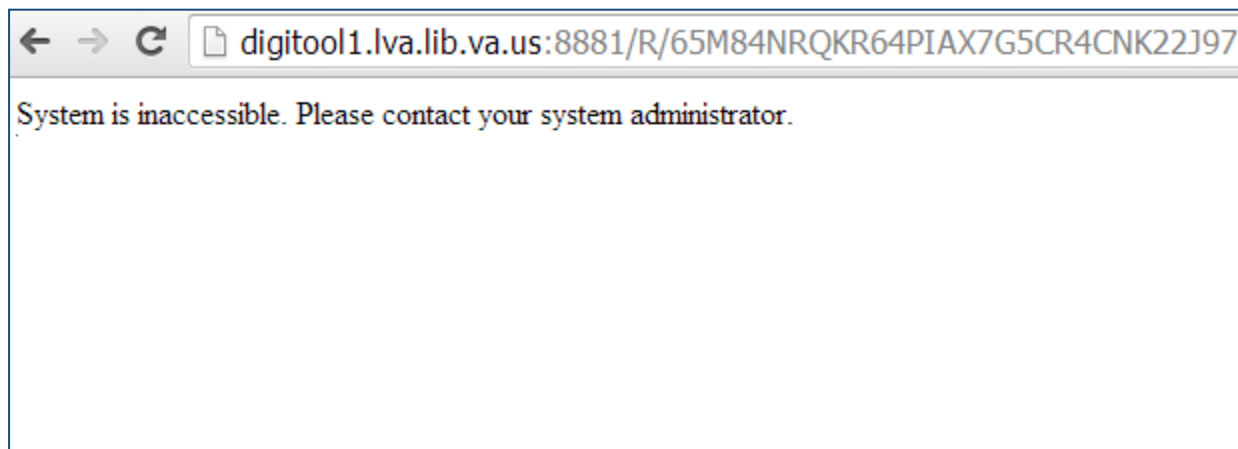 digitool1.lva.lib.va.us:8881/R/65M84NRQKR64PIAX7G5CR4CNK22J97
System is inaccessible. Please contact your system administrator.